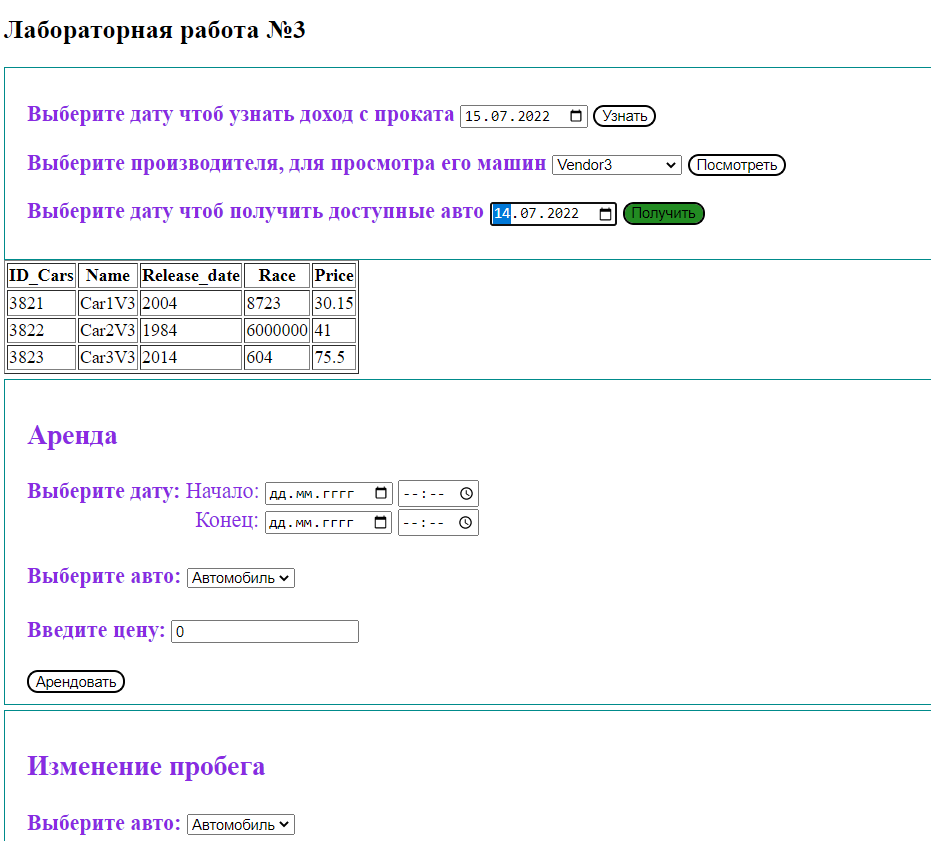 Лабораторная работа №3
Выберите дату чтоб узнать доход с проката 15.07.2022 Узнать
Выберите производителя, для просмотра его машин Vendor3 Посмотреть
Выберите дату чтоб получить доступные авто 14.07.2022 Получить
ID_Cars Name Release_date Race Price
3821 Car1V3 2004 8723 30.15
3822 Car2V3 1984 6000000 41
3823 Car3V3 2014 604 75.5
Аренда
Выберите дату: Начало: дд.мм.гггг --:--
Конец: дд.мм.гггг --:--
Выберите авто: Автомобиль
Введите цену: 0
Арендовать
Изменение пробега
Выберите авто: Автомобиль